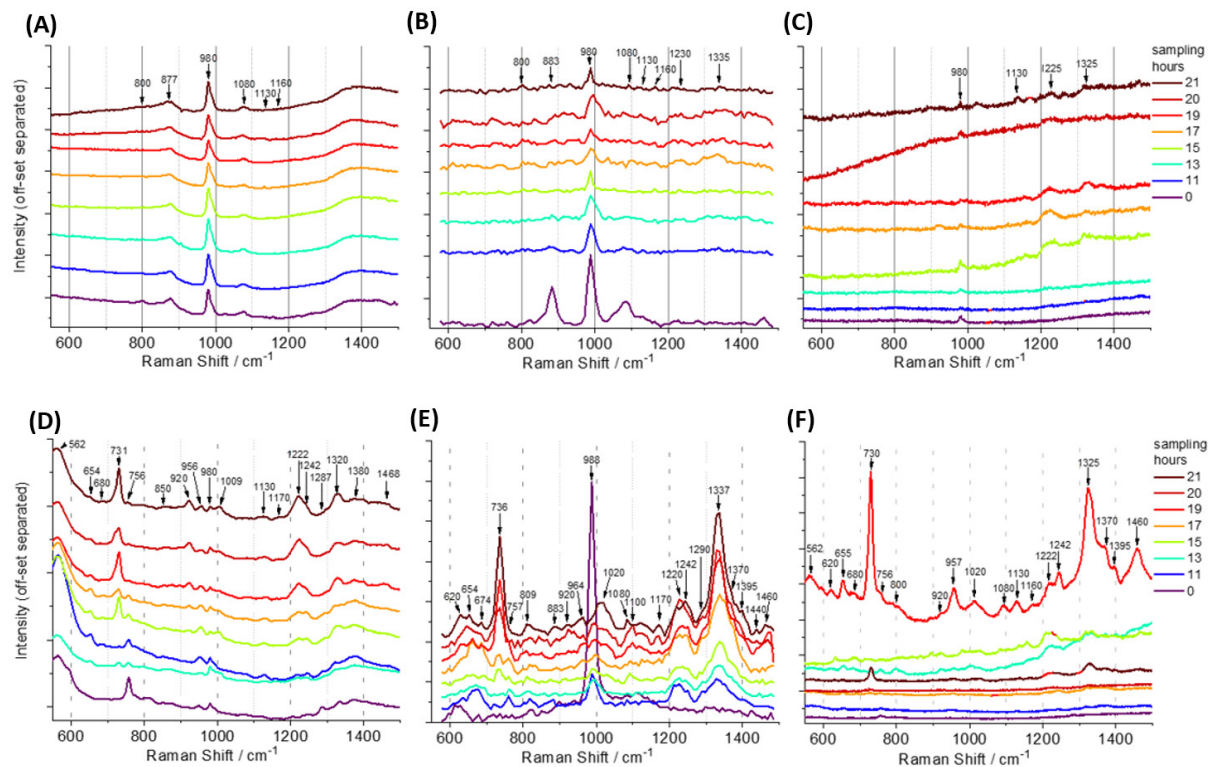 (A)
(B)
(C)
800 877 980 1080 1130 1160
800 883 980 1080 1130 1160 1230 1335
980 1130 1225 1325
sampling
hours
21
20
19
17
15
13
11
0
Intensity (off-set separated)
600 800 1000 1200 1400
600 800 1000 1200 1400
600 800 1000 1200 1400
Raman Shift / cm-1
Raman Shift / cm-1
Raman Shift / cm-1
(D)
(E)
(F)
562 654 680 731 756 850 920 956 980 1009 1130 1170 1222 1242 1287 1320 1380 1468
620 654 674 736 757 809 883 920 964 988 1020 1080 1100 1170 1220 1242 1290 1337 1370 1395 1440 1460
562 620 655 680 730 756 800 920 957 1020 1080 1130 1160 1222 1242 1325 1370 1395 1460
sampling
hours
21
20
19
17
15
13
11
0
Intensity (off-set separated)
600 800 1000 1200 1400
600 800 1000 1200 1400
600 800 1000 1200 1400
Raman Shift / cm-1
Raman Shift / cm-1
Raman Shift / cm-1